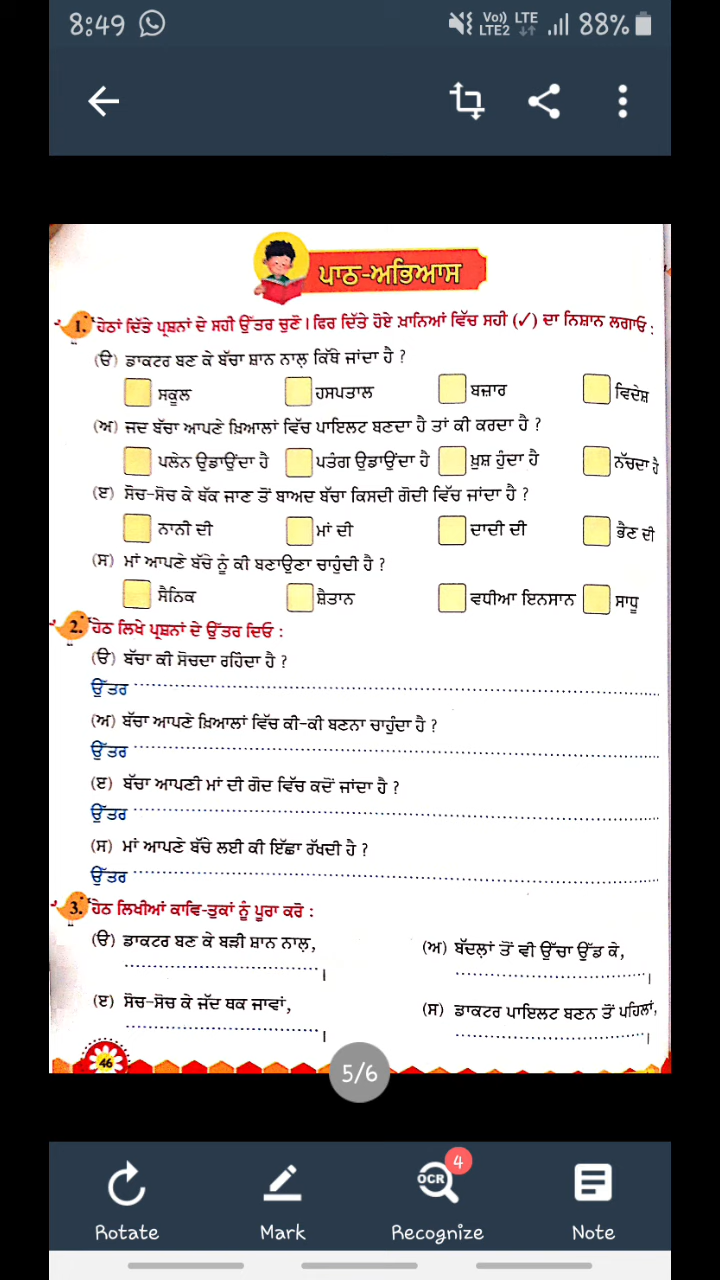 8:49
Vo)) LTE
LTE2
88%
ਪਾਠ-ਅਭਿਆਸ
1. ਹੇਠਾਂ ਦਿੱਤੇ ਪ੍ਰਸ਼ਨਾਂ ਦੇ ਸਹੀ ਉੱਤਰ ਚੁਣੋ। ਫਿਰ ਦਿੱਤੇ ਹੋਏ ਖ਼ਾਨਿਆਂ ਵਿੱਚ ਸਹੀ (✓) ਦਾ ਨਿਸ਼ਾਨ ਲਗਾਓ :
(ੳ) ਡਾਕਟਰ ਬਣ ਕੇ ਬੱਚਾ ਸ਼ਾਨ ਨਾਲ਼ ਕਿੱਥੇ ਜਾਂਦਾ ਹੈ ?
ਸਕੂਲ ਹਸਪਤਾਲ ਬਜ਼ਾਰ ਵਿਦੇਸ਼
(ਅ) ਜਦ ਬੱਚਾ ਆਪਣੇ ਖ਼ਿਆਲਾਂ ਵਿੱਚ ਪਾਇਲਟ ਬਣਦਾ ਹੈ ਤਾਂ ਕੀ ਕਰਦਾ ਹੈ ?
ਪਲੇਨ ਉਡਾਉਂਦਾ ਹੈ ਪਤੰਗ ਉਡਾਉਂਦਾ ਹੈ ਖ਼ੁਸ਼ ਹੁੰਦਾ ਹੈ ਨੱਚਦਾ ਹੈ
(ੲ) ਸੋਚ-ਸੋਚ ਕੇ ਥੱਕ ਜਾਣ ਤੋਂ ਬਾਅਦ ਬੱਚਾ ਕਿਸਦੀ ਗੋਦੀ ਵਿੱਚ ਜਾਂਦਾ ਹੈ ?
ਨਾਨੀ ਦੀ ਮਾਂ ਦੀ ਦਾਦੀ ਦੀ ਭੈਣ ਦੀ
(ਸ) ਮਾਂ ਆਪਣੇ ਬੱਚੇ ਨੂੰ ਕੀ ਬਣਾਉਣਾ ਚਾਹੁੰਦੀ ਹੈ ?
ਸੈਨਿਕ ਸ਼ੈਤਾਨ ਵਧੀਆ ਇਨਸਾਨ ਸਾਧੂ
2. ਹੇਠ ਲਿਖੇ ਪ੍ਰਸ਼ਨਾਂ ਦੇ ਉੱਤਰ ਦਿਓ :
(ੳ) ਬੱਚਾ ਕੀ ਸੋਚਦਾ ਰਹਿੰਦਾ ਹੈ ?
ਉੱਤਰ
(ਅ) ਬੱਚਾ ਆਪਣੇ ਖ਼ਿਆਲਾਂ ਵਿੱਚ ਕੀ-ਕੀ ਬਣਨਾ ਚਾਹੁੰਦਾ ਹੈ ?
ਉੱਤਰ
(ੲ) ਬੱਚਾ ਆਪਣੀ ਮਾਂ ਦੀ ਗੋਦ ਵਿੱਚ ਕਦੋਂ ਜਾਂਦਾ ਹੈ ?
ਉੱਤਰ
(ਸ) ਮਾਂ ਆਪਣੇ ਬੱਚੇ ਲਈ ਕੀ ਇੱਛਾ ਰੱਖਦੀ ਹੈ ?
ਉੱਤਰ
3. ਹੇਠ ਲਿਖੀਆਂ ਕਾਵਿ-ਤੁਕਾਂ ਨੂੰ ਪੂਰਾ ਕਰੋ :
(ੳ) ਡਾਕਟਰ ਬਣ ਕੇ ਬੜੀ ਸ਼ਾਨ ਨਾਲ਼, (ਅ) ਬੱਦਲਾਂ ਤੋਂ ਵੀ ਉੱਚਾ ਉੱਡ ਕੇ,
। ।
(ੲ) ਸੋਚ-ਸੋਚ ਕੇ ਜੱਦ ਥਕ ਜਾਵਾਂ, (ਸ) ਡਾਕਟਰ ਪਾਇਲਟ ਬਣਨ ਤੋਂ ਪਹਿਲਾਂ,
। ।
46
5/6
OCR 4
Rotate Mark Recognize Note